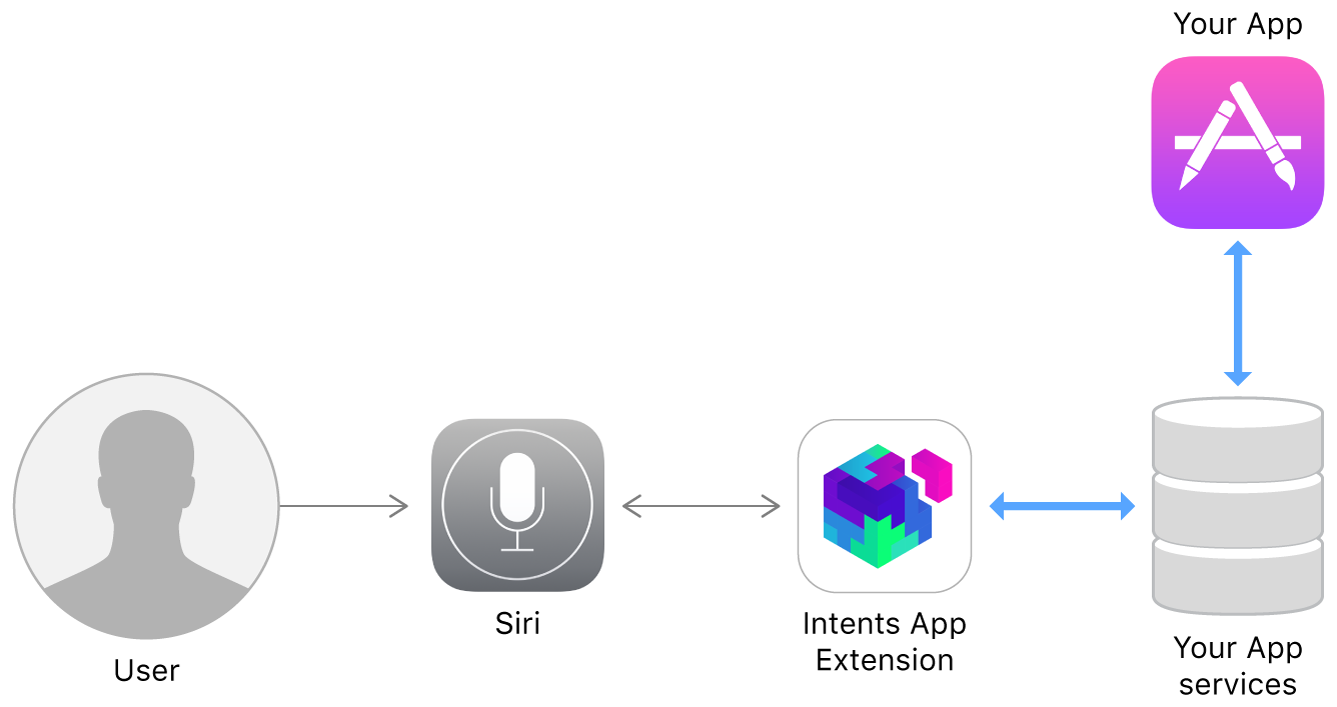 Your App
User
Siri
Intents App
Extension
Your App
services